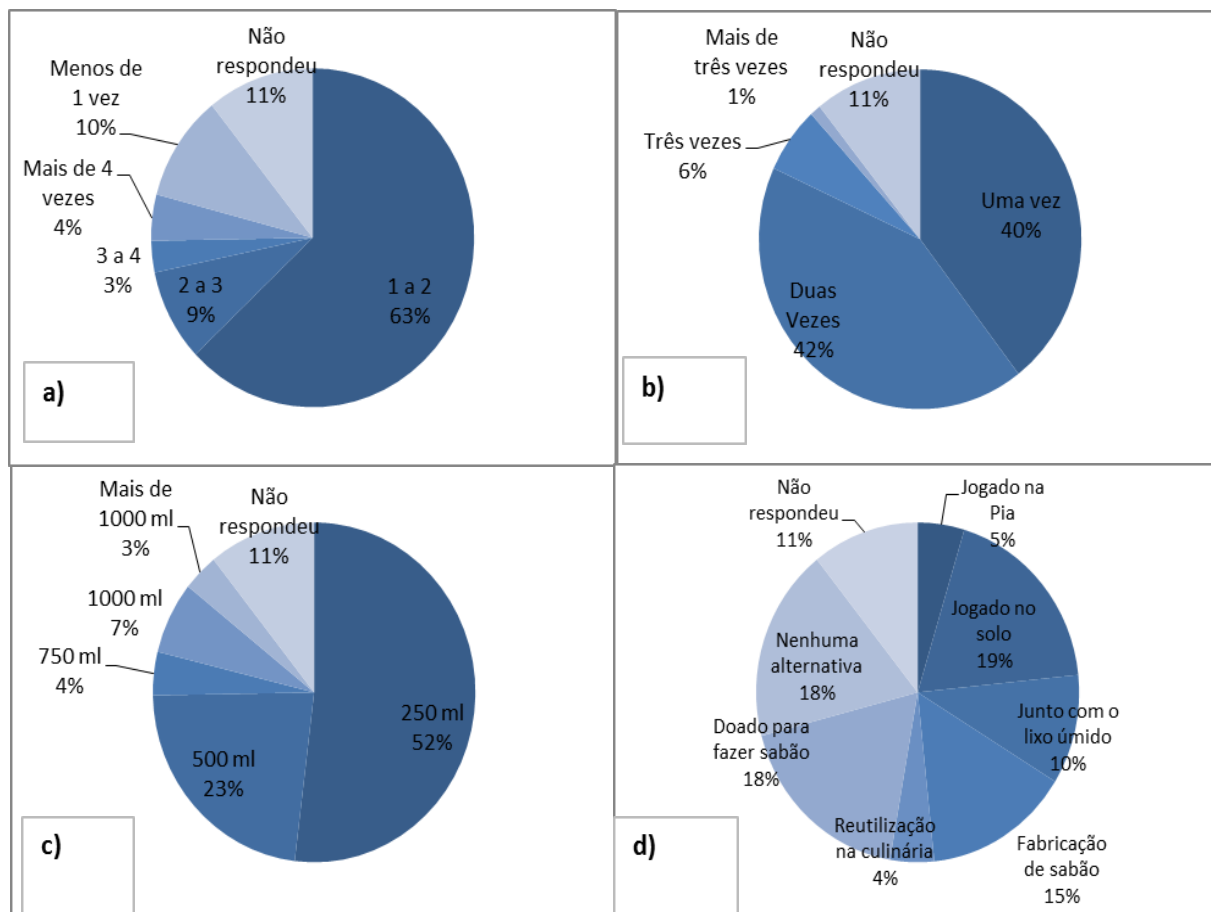 Não
respondeu
11%
Menos de
1 vez
10%
Mais de 4
vezes
4%
3 a 4
3%
2 a 3
9%
1 a 2
63%
a)
Mais de
três vezes
1%
Não
respondeu
11%
Três vezes
6%
Uma vez
40%
Duas
Vezes
42%
b)
Mais de
1000 ml
3%
Não
respondeu
11%
1000 ml
7%
750 ml
4%
500 ml
23%
250 ml
52%
c)
Não
respondeu
11%
Jogado na
Pia
5%
Jogado no
solo
19%
Nenhuma
alternativa
18%
Junto com o
lixo úmido
10%
Doado para
fazer sabão
18%
Reutilização
na culinária
4%
Fabricação
de sabão
15%
d)